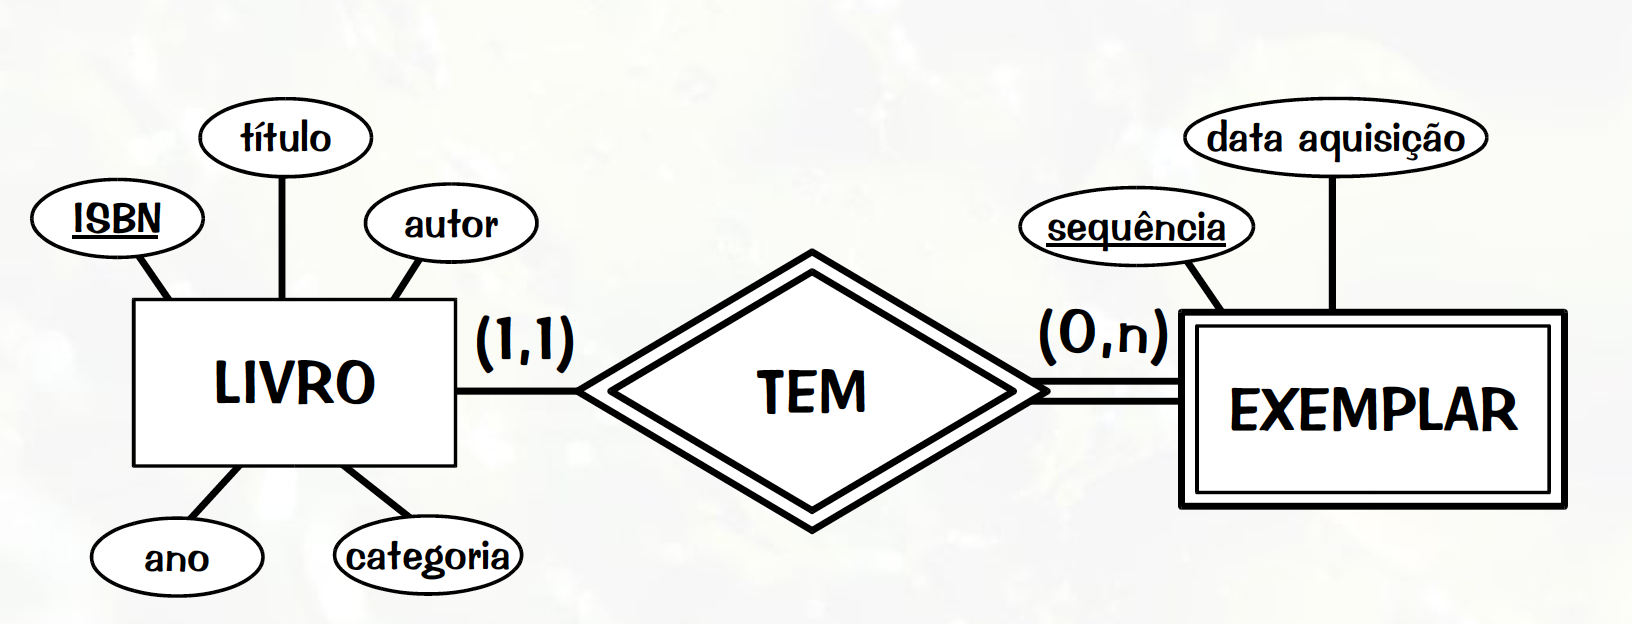 título
data aquisição
ISBN
autor
sequência
(1,1)
(0,n)
LIVRO
TEM
EXEMPLAR
ano
categoria